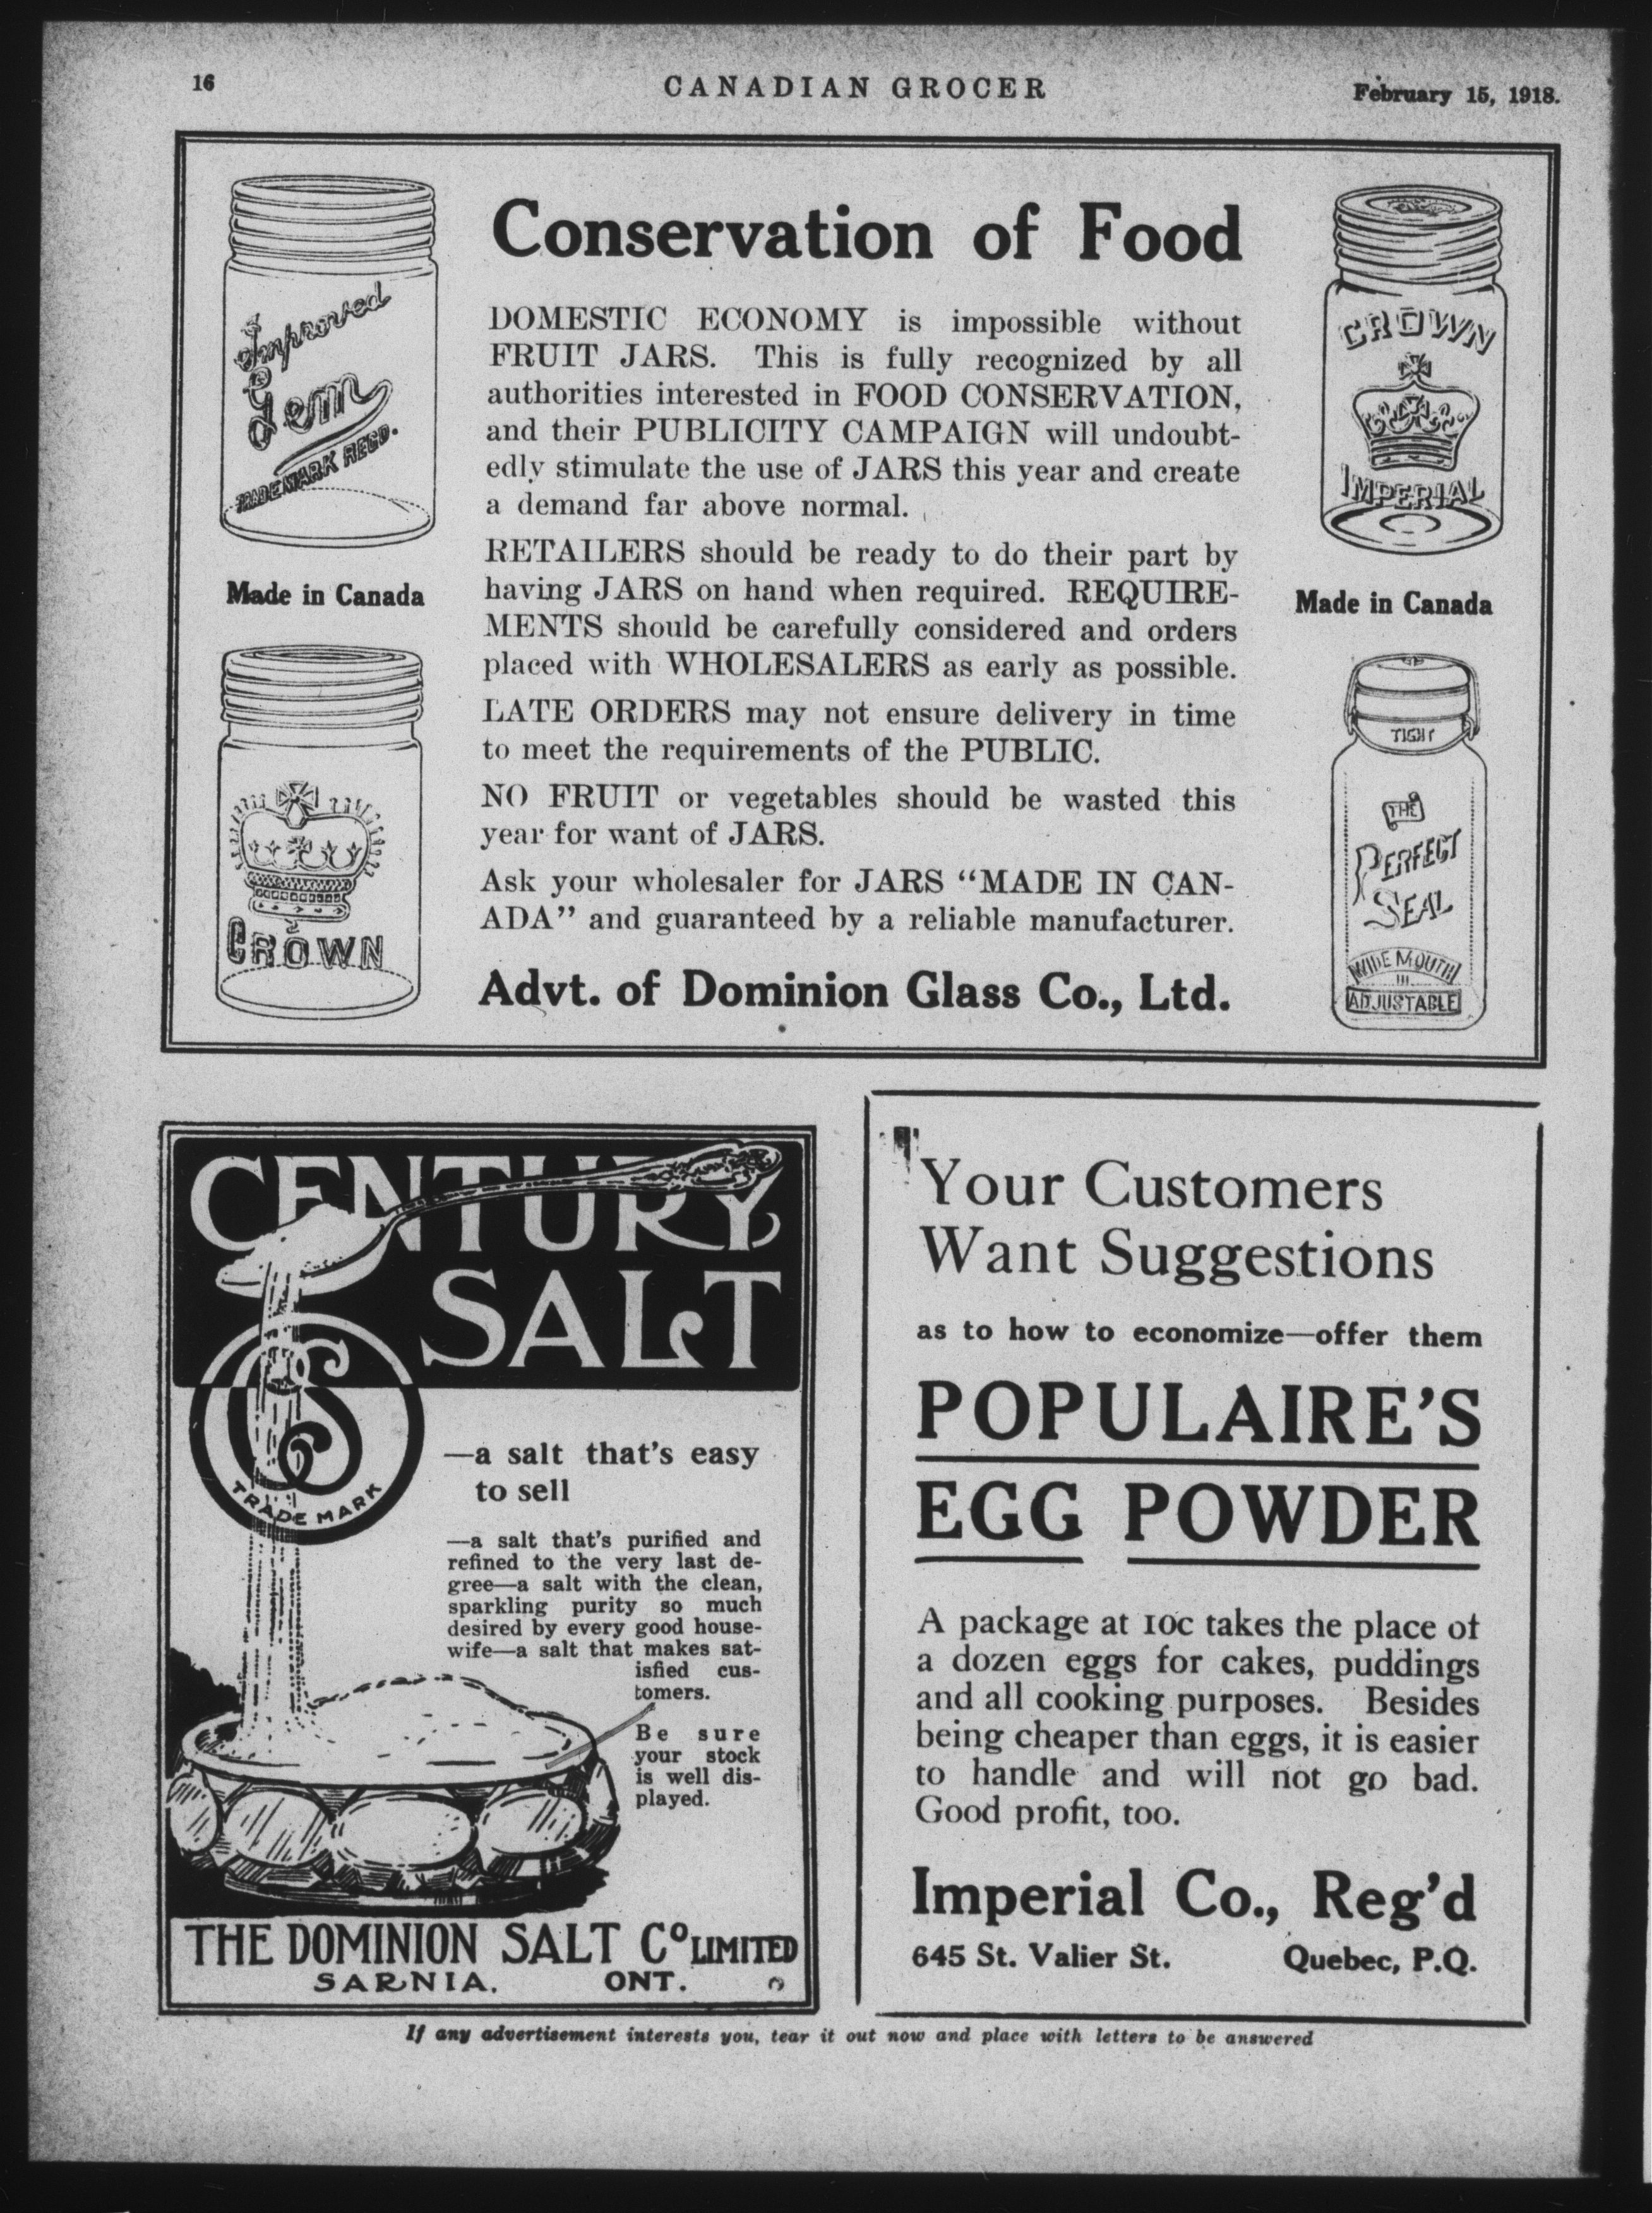 16
CANADIAN GROCER
February 15, 1918.
Improved
Gem
TRADEMARK REGD.
Made in Canada
CROWN
Conservation of Food
DOMESTIC ECONOMY is impossible without
FRUIT JARS. This is fully recognized by all
authorities interested in FOOD CONSERVATION,
and their PUBLICITY CAMPAIGN will undoubt-
edly stimulate the use of JARS this year and create
a demand far above normal.
RETAILERS should be ready to do their part by
having JARS on hand when required. REQUIRE-
MENTS should be carefully considered and orders
placed with WHOLESALERS as early as possible.
LATE ORDERS may not ensure delivery in time
to meet the requirements of the PUBLIC.
NO FRUIT or vegetables should be wasted this
year for want of JARS.
Ask your wholesaler for JARS “MADE IN CAN-
ADA” and guaranteed by a reliable manufacturer.
Advt. of Dominion Glass Co., Ltd.
CROWN
IMPERIAL
Made in Canada
TIGHT
THE
PERFECT
SEAL
WIDE MOUTH
ADJUSTABLE
CENTURY
SALT
TRADE MARK
—a salt that's easy
to sell
—a salt that's purified and
refined to the very last de-
gree—a salt with the clean,
sparkling purity so much
desired by every good house-
wife—a salt that makes sat-
isfied cus-
tomers.
Be sure
your stock
is well dis-
played.
THE DOMINION SALT Co LIMITED
SARNIA. ONT.
Your Customers
Want Suggestions
as to how to economize—offer them
POPULAIRE'S
EGG POWDER
A package at 10c takes the place of
a dozen eggs for cakes, puddings
and all cooking purposes. Besides
being cheaper than eggs, it is easier
to handle and will not go bad.
Good profit, too.
Imperial Co., Reg'd
645 St. Valier St. Quebec, P.Q.
If any advertisement interests you, tear it out now and place with letters to be answered